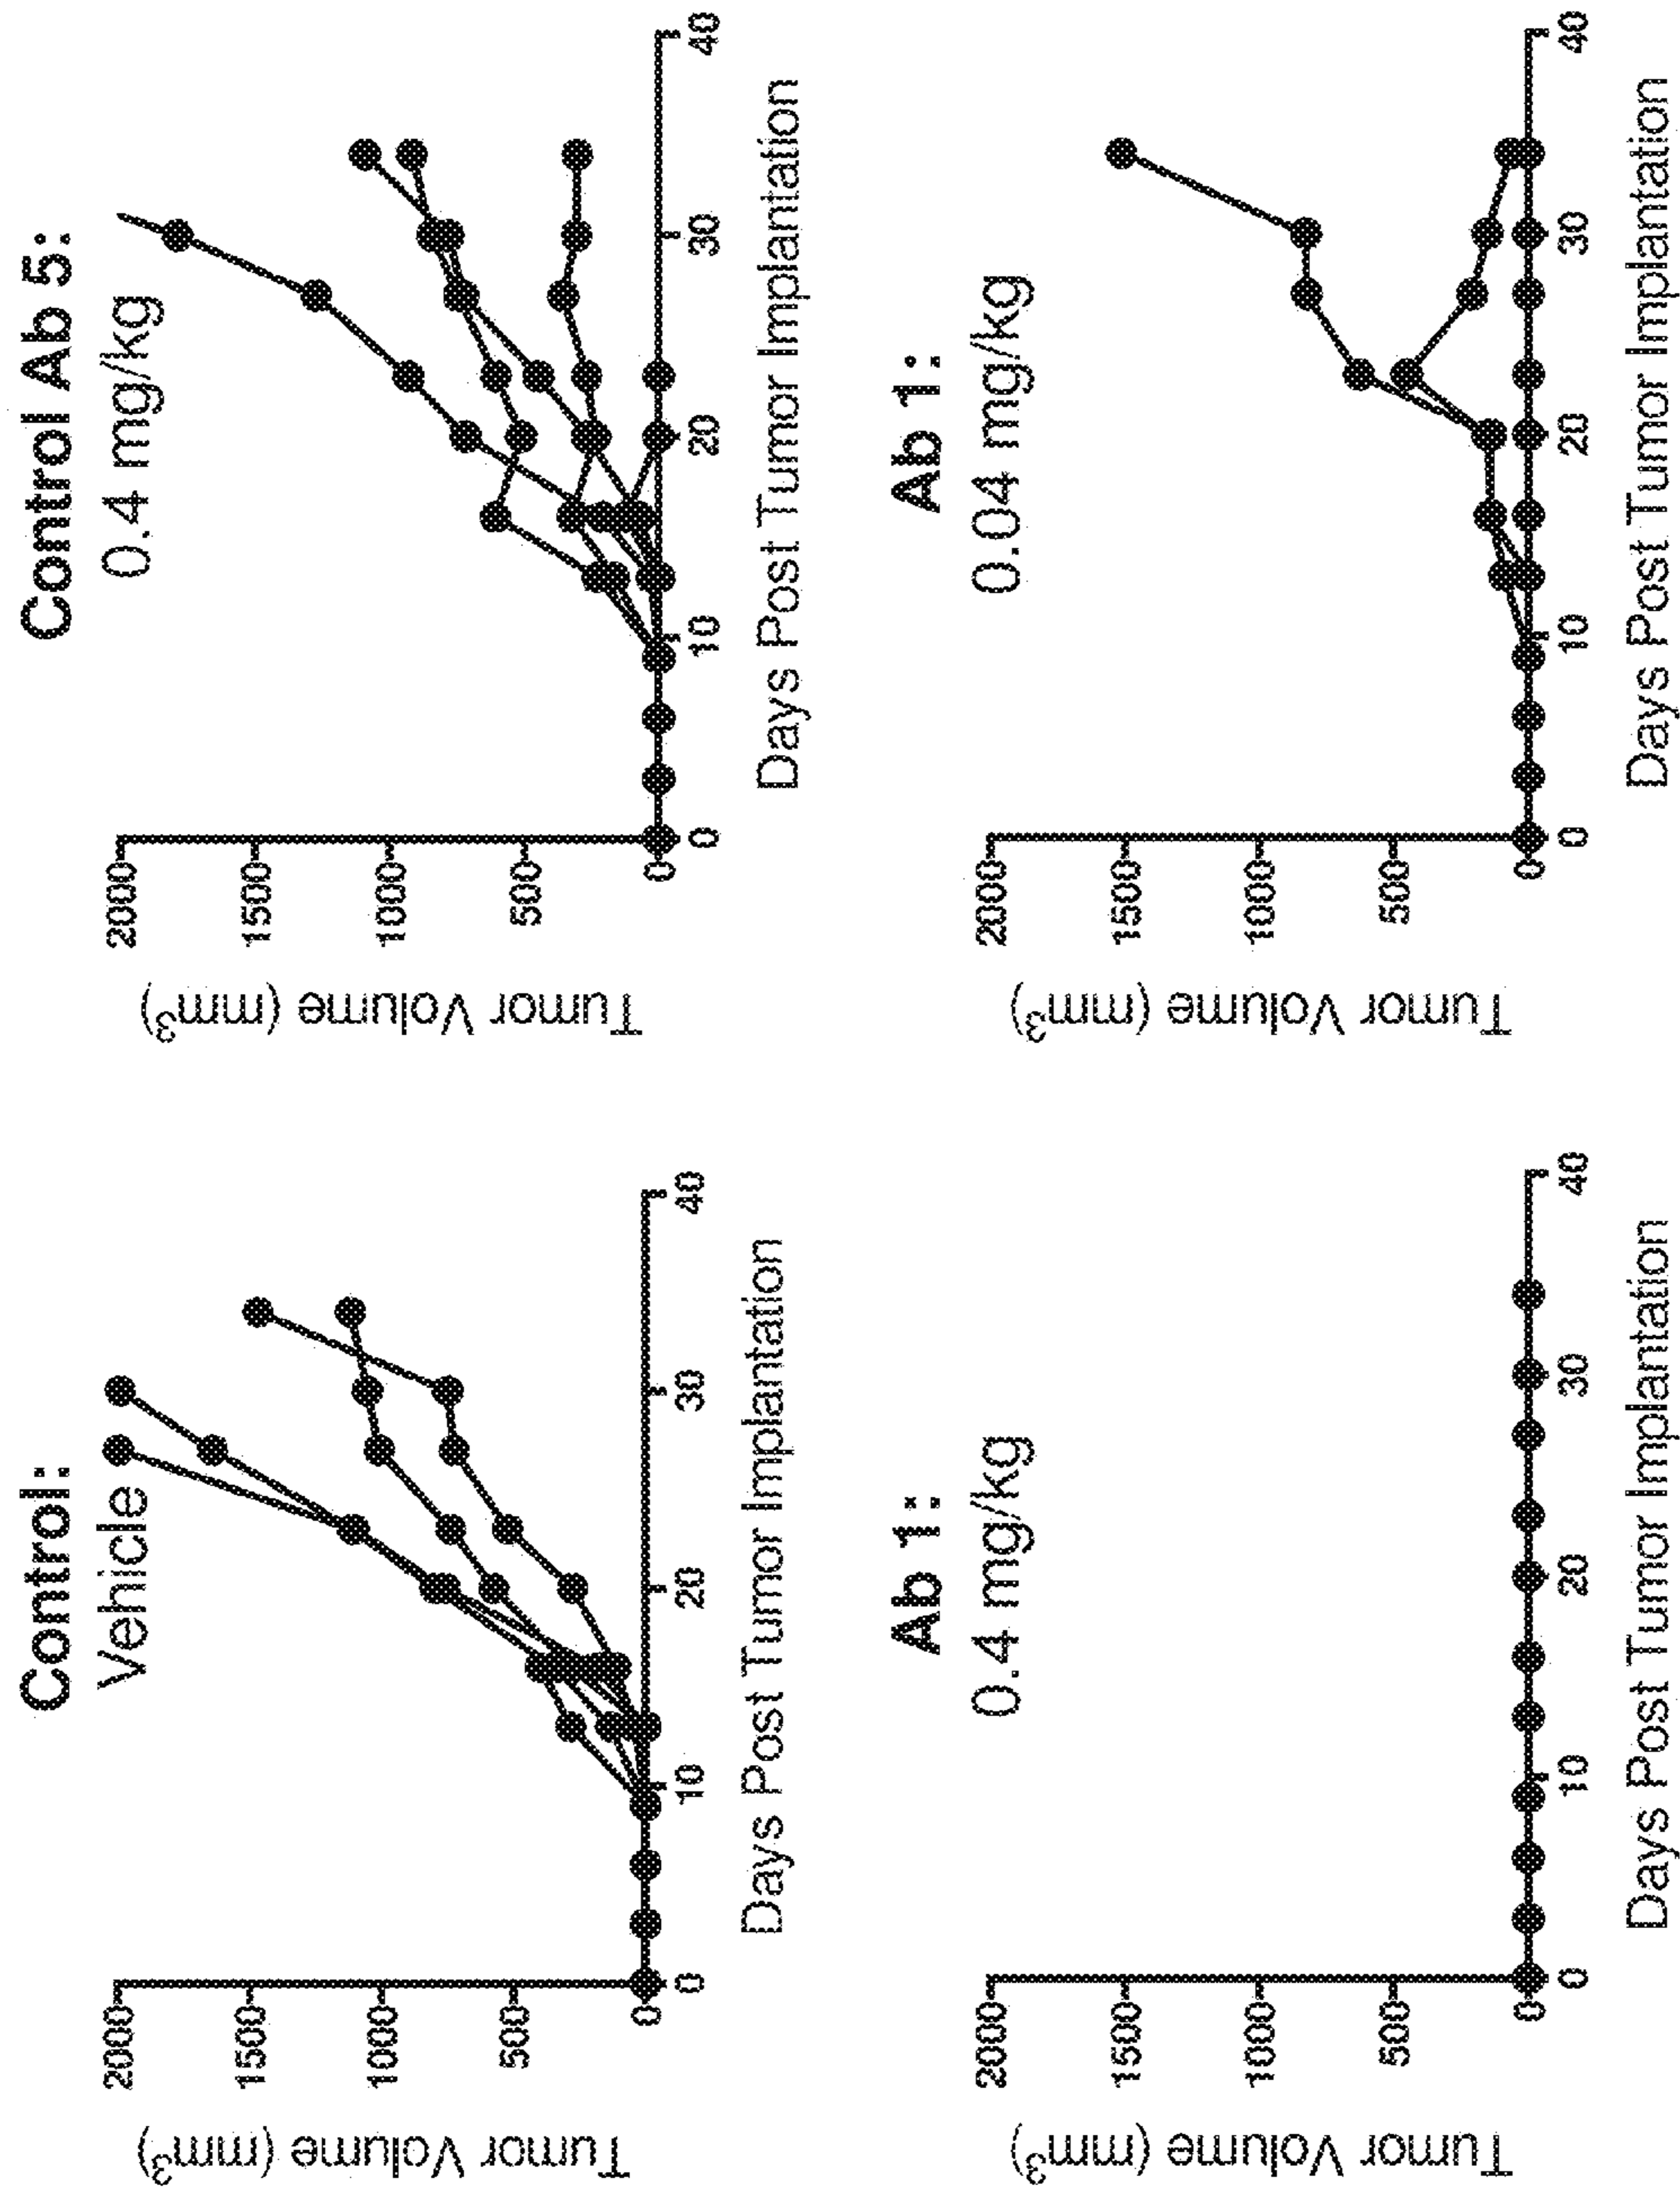 Control:
Vehicle
Tumor Volume (mm³)
2000
1500
1000
500
0
0 10 20 30 40
Days Post Tumor Implantation
Control Ab 5:
0.4 mg/kg
Tumor Volume (mm³)
2000
1500
1000
500
0
0 10 20 30 40
Days Post Tumor Implantation
Ab 1:
0.4 mg/kg
Tumor Volume (mm³)
2000
1500
1000
500
0
0 10 20 30 40
Days Post Tumor Implantation
Ab 1:
0.04 mg/kg
Tumor Volume (mm³)
2000
1500
1000
500
0
0 10 20 30 40
Days Post Tumor Implantation